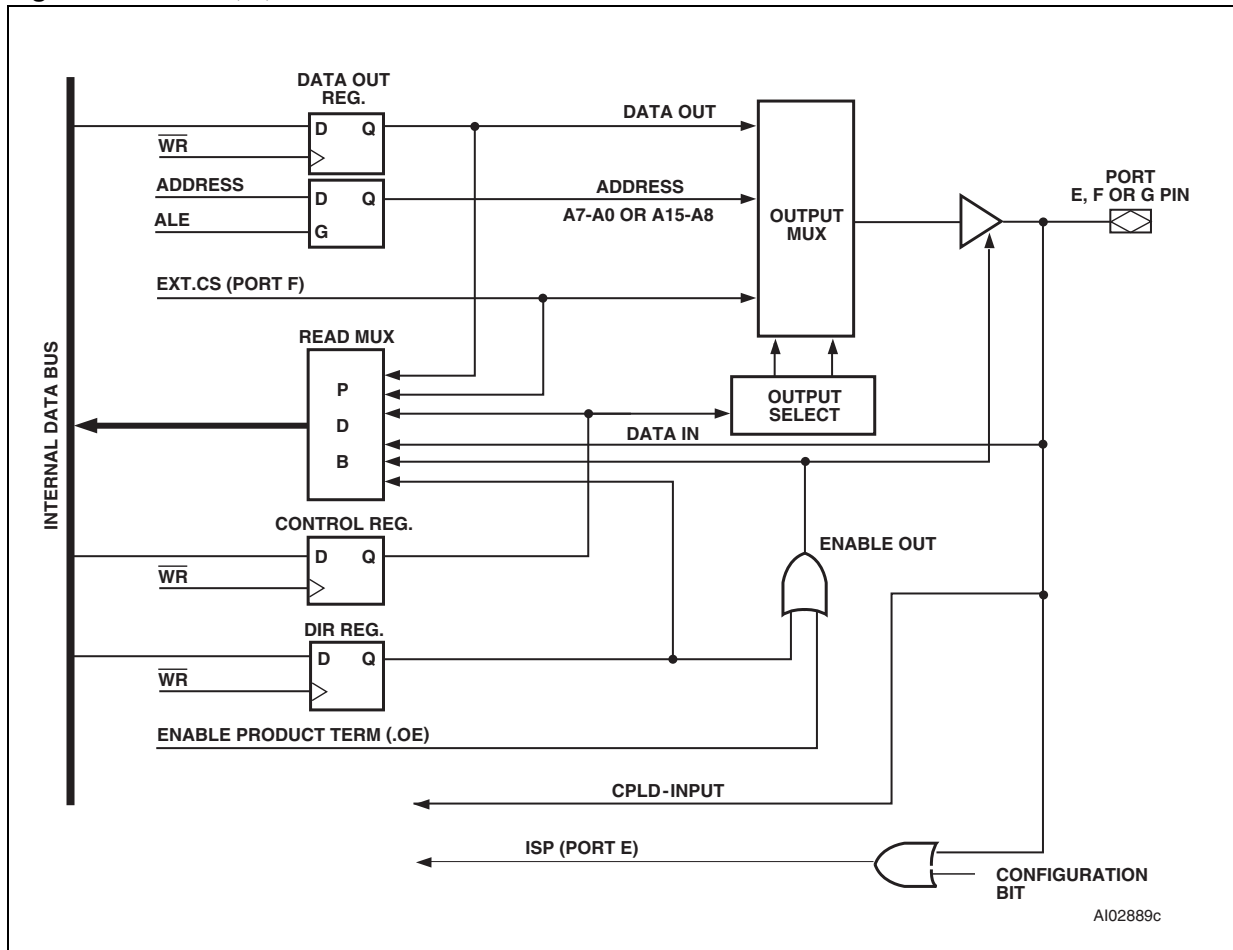 DATA OUT
REG.
D Q
DATA OUT
WR
ADDRESS
D Q
ADDRESS
A7-A0 OR A15-A8
ALE
G
OUTPUT
MUX
PORT
E, F OR G PIN
EXT.CS (PORT F)
READ MUX
P
D
B
OUTPUT
SELECT
DATA IN
INTERNAL DATA BUS
CONTROL REG.
D Q
WR
ENABLE OUT
DIR REG.
D Q
WR
ENABLE PRODUCT TERM (.OE)
CPLD-INPUT
ISP (PORT E)
CONFIGURATION
BIT
AI02889c